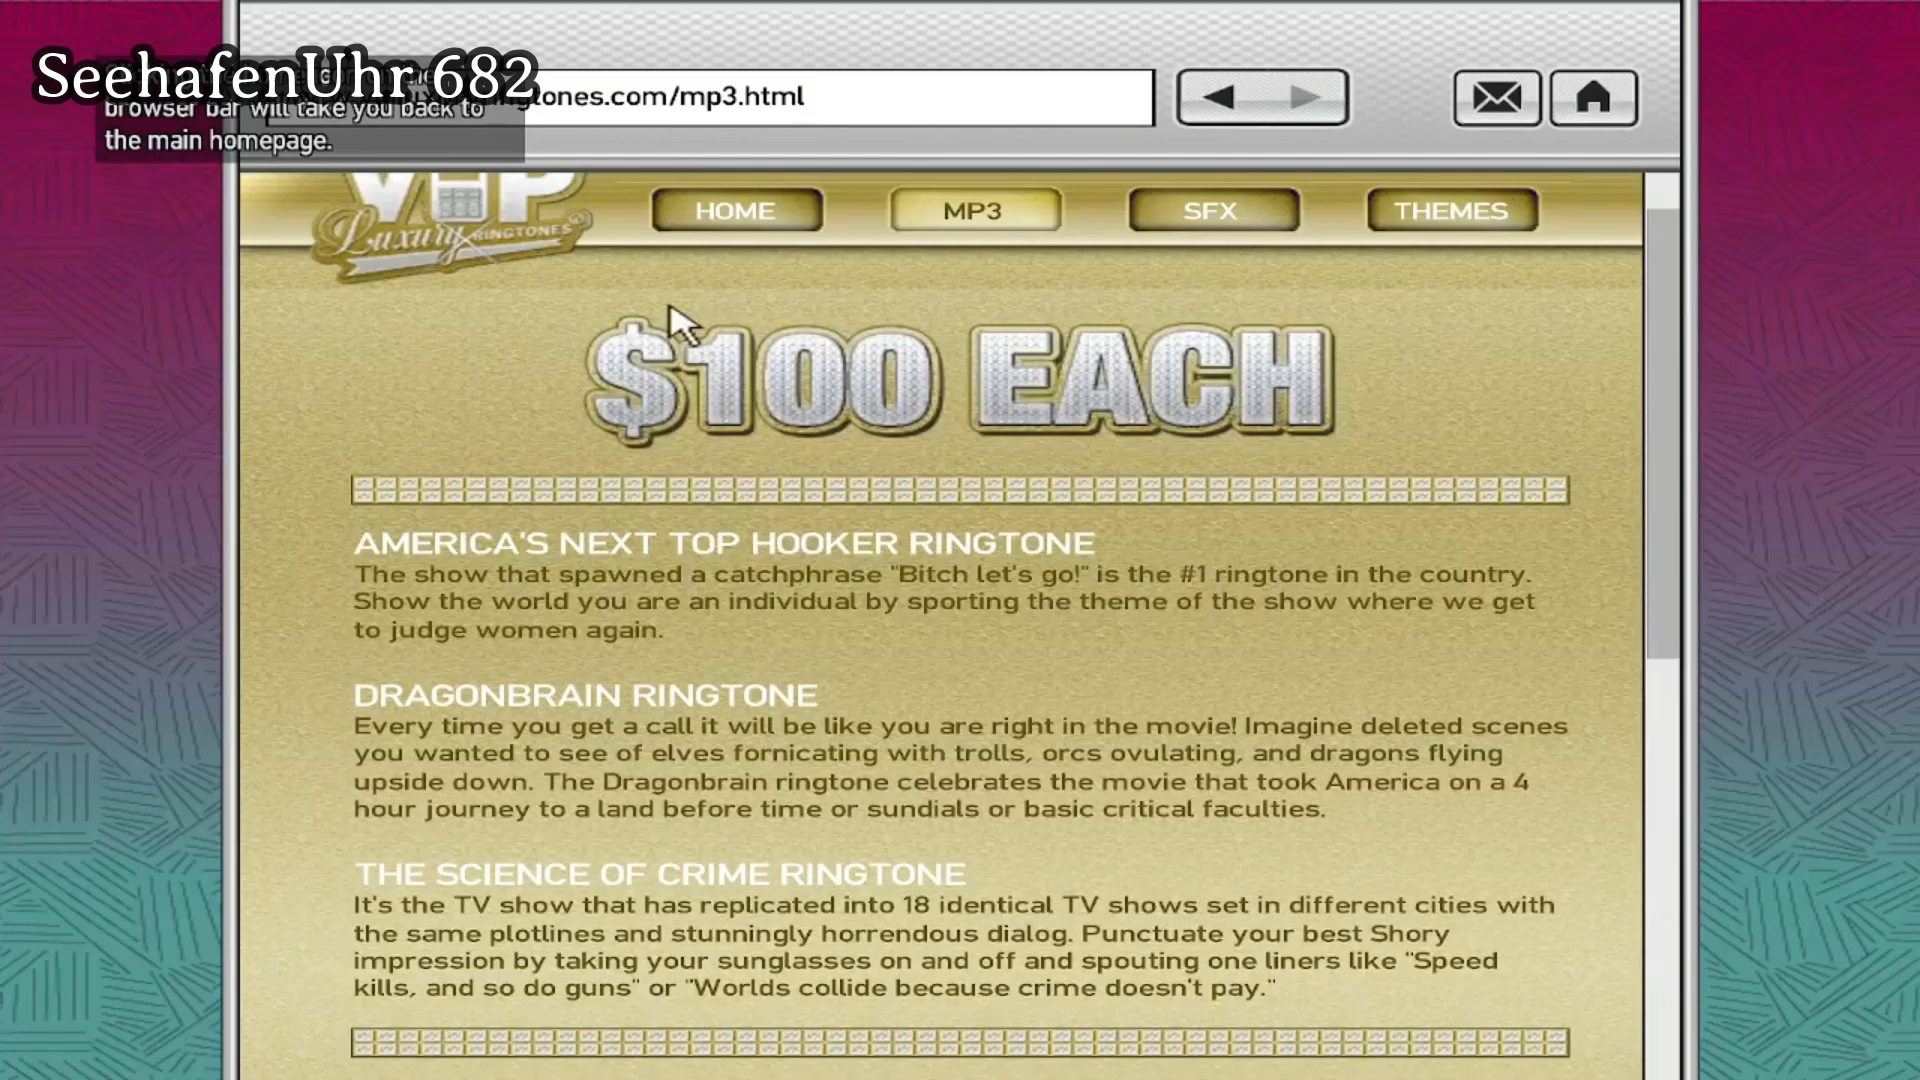 SeehafenUhr 682
ngtones.com/mp3.html
browser bar will take you back to
the main homepage.
VIP
Luxury RINGTONES
HOME
MP3
SFX
THEMES
$100 EACH
AMERICA'S NEXT TOP HOOKER RINGTONE
The show that spawned a catchphrase "Bitch let's go!" is the #1 ringtone in the country.
Show the world you are an individual by sporting the theme of the show where we get
to judge women again.
DRAGONBRAIN RINGTONE
Every time you get a call it will be like you are right in the movie! Imagine deleted scenes
you wanted to see of elves fornicating with trolls, orcs ovulating, and dragons flying
upside down. The Dragonbrain ringtone celebrates the movie that took America on a 4
hour journey to a land before time or sundials or basic critical faculties.
THE SCIENCE OF CRIME RINGTONE
It's the TV show that has replicated into 18 identical TV shows set in different cities with
the same plotlines and stunningly horrendous dialog. Punctuate your best Shory
impression by taking your sunglasses on and off and spouting one liners like "Speed
kills, and so do guns" or "Worlds collide because crime doesn't pay."